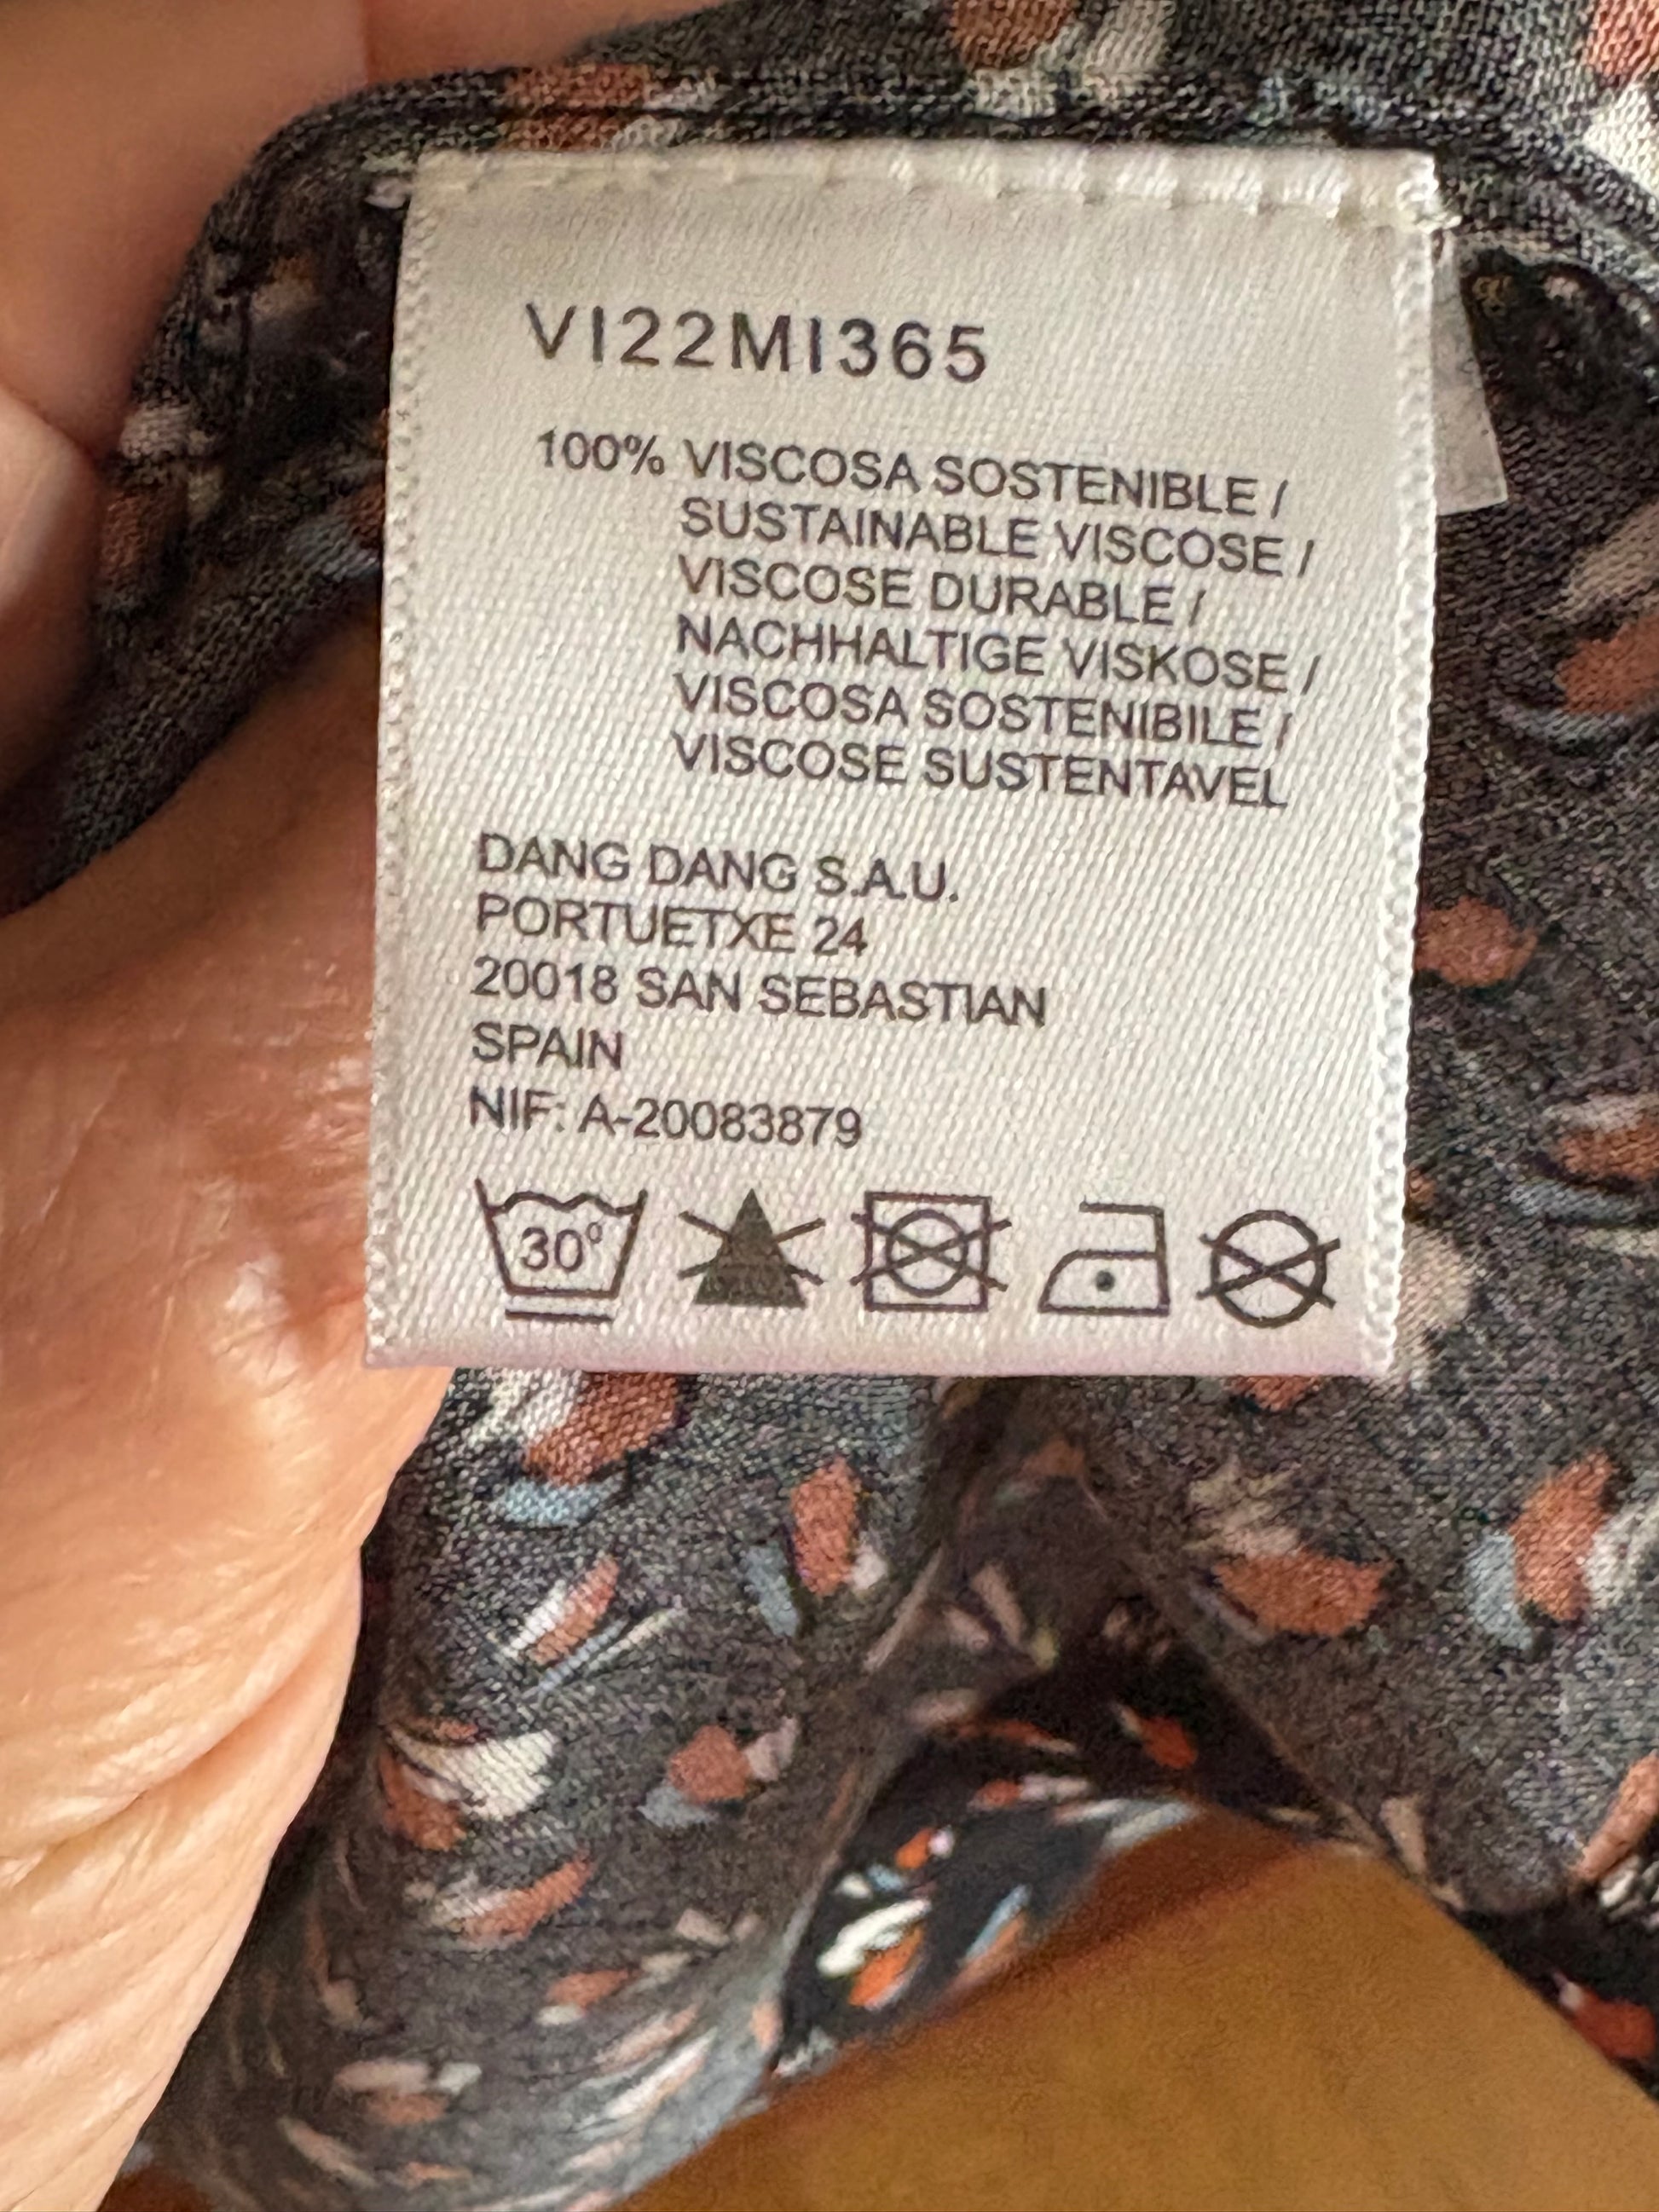 VI22MI365
100% VISCOSA SOSTENIBLE /
SUSTAINABLE VISCOSE /
VISCOSE DURABLE /
NACHHALTIGE VISKOSE /
VISCOSA SOSTENIBILE /
VISCOSE SUSTENTAVEL
DANG DANG S.A.U.
PORTUETXE 24
20018 SAN SEBASTIAN
SPAIN
NIF: A-20083879
30°